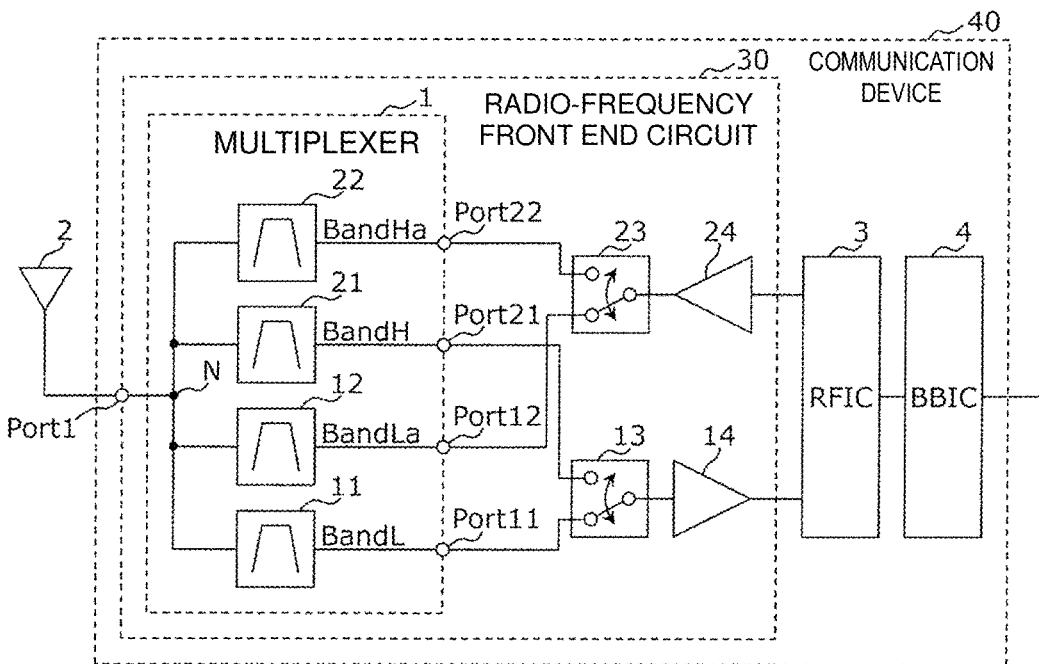 40
COMMUNICATION
DEVICE
30
RADIO-FREQUENCY
FRONT END CIRCUIT
1
MULTIPLEXER
22
BandHa
Port22
23
24
3
4
2
21
BandH
Port21
N
Port1
12
BandLa
Port12
13
14
RFIC
BBIC
11
BandL
Port11